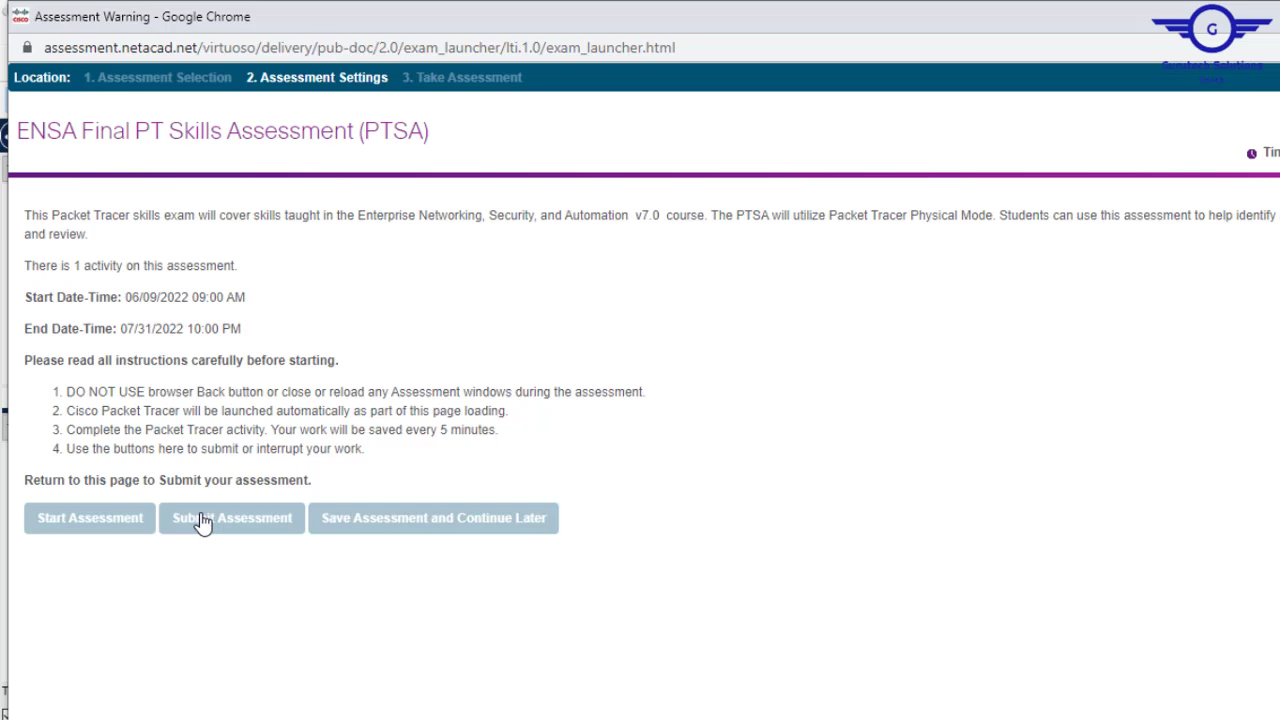 Assessment Warning - Google Chrome
assessment.netacad.net/virtuoso/delivery/pub-doc/2.0/exam_launcher/lti.1.0/exam_launcher.html
G
Gurutech Solutions
Location: 1. Assessment Selection 2. Assessment Settings 3. Take Assessment
ENSA Final PT Skills Assessment (PTSA)
This Packet Tracer skills exam will cover skills taught in the Enterprise Networking, Security, and Automation v7.0 course. The PTSA will utilize Packet Tracer Physical Mode. Students can use this assessment to help identify
and review.
There is 1 activity on this assessment.
Start Date-Time: 06/09/2022 09:00 AM
End Date-Time: 07/31/2022 10:00 PM
Please read all instructions carefully before starting.
1. DO NOT USE browser Back button or close or reload any Assessment windows during the assessment.
2. Cisco Packet Tracer will be launched automatically as part of this page loading.
3. Complete the Packet Tracer activity. Your work will be saved every 5 minutes.
4. Use the buttons here to submit or interrupt your work.
Return to this page to Submit your assessment.
Start Assessment Submit Assessment Save Assessment and Continue Later